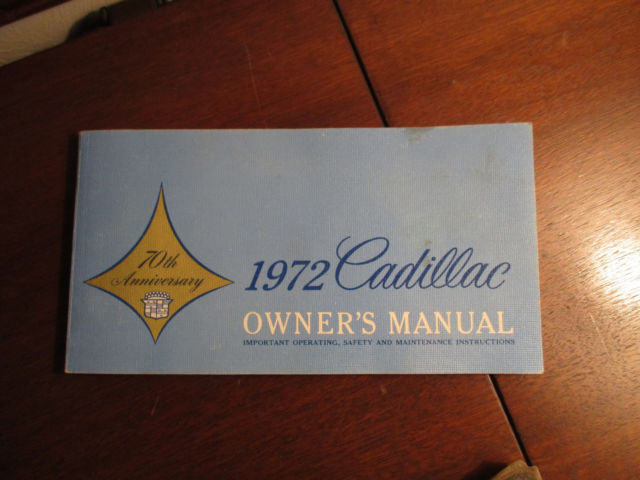 70th
Anniversary
1972 Cadillac
OWNER'S MANUAL
IMPORTANT OPERATING, SAFETY AND MAINTENANCE INSTRUCTIONS